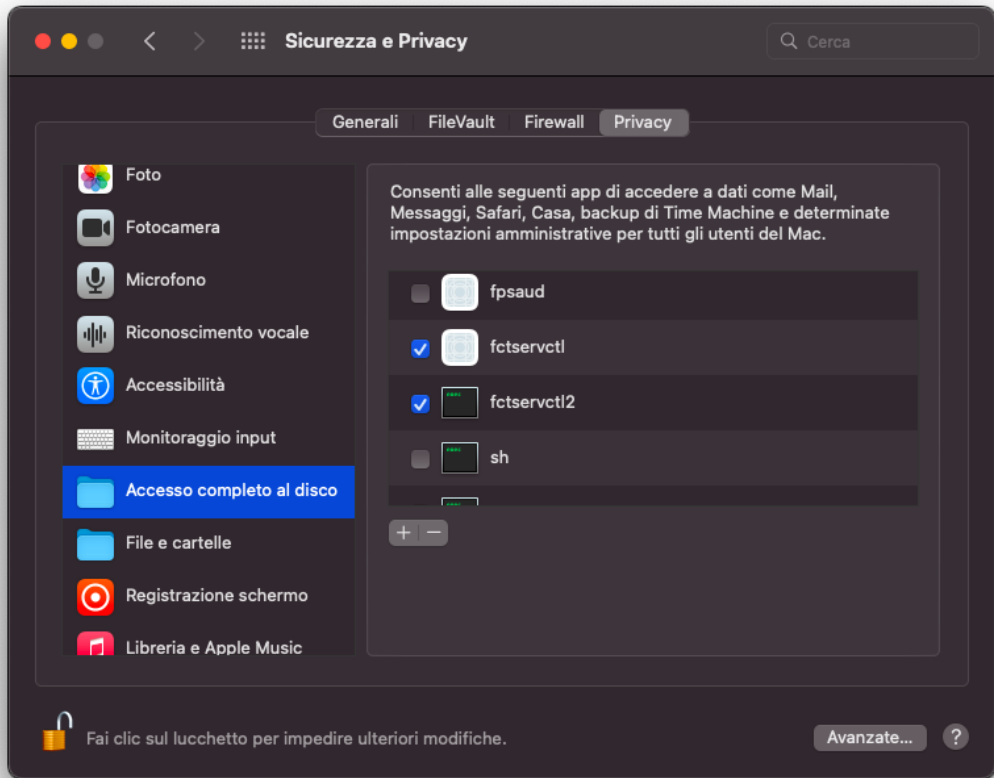 Sicurezza e Privacy
Cerca
Generali
FileVault
Firewall
Privacy
Foto
Fotocamera
Microfono
Riconoscimento vocale
Accessibilità
Monitoraggio input
Accesso completo al disco
File e cartelle
Registrazione schermo
Libreria e Apple Music
Consenti alle seguenti app di accedere a dati come Mail,
Messaggi, Safari, Casa, backup di Time Machine e determinate
impostazioni amministrative per tutti gli utenti del Mac.
fpsaud
fctservctl
exec
fctservctl2
exec
sh
exec
+ −
Fai clic sul lucchetto per impedire ulteriori modifiche.
Avanzate...
?